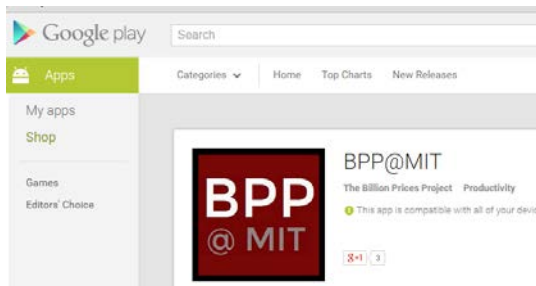 Google play
Search
Apps
Categories
Home
Top Charts
New Releases
My apps
Shop
Games
Editors' Choice
BPP
@ MIT
BPP@MIT
The Billion Prices Project Productivity
This app is compatible with all of your
g+1 3